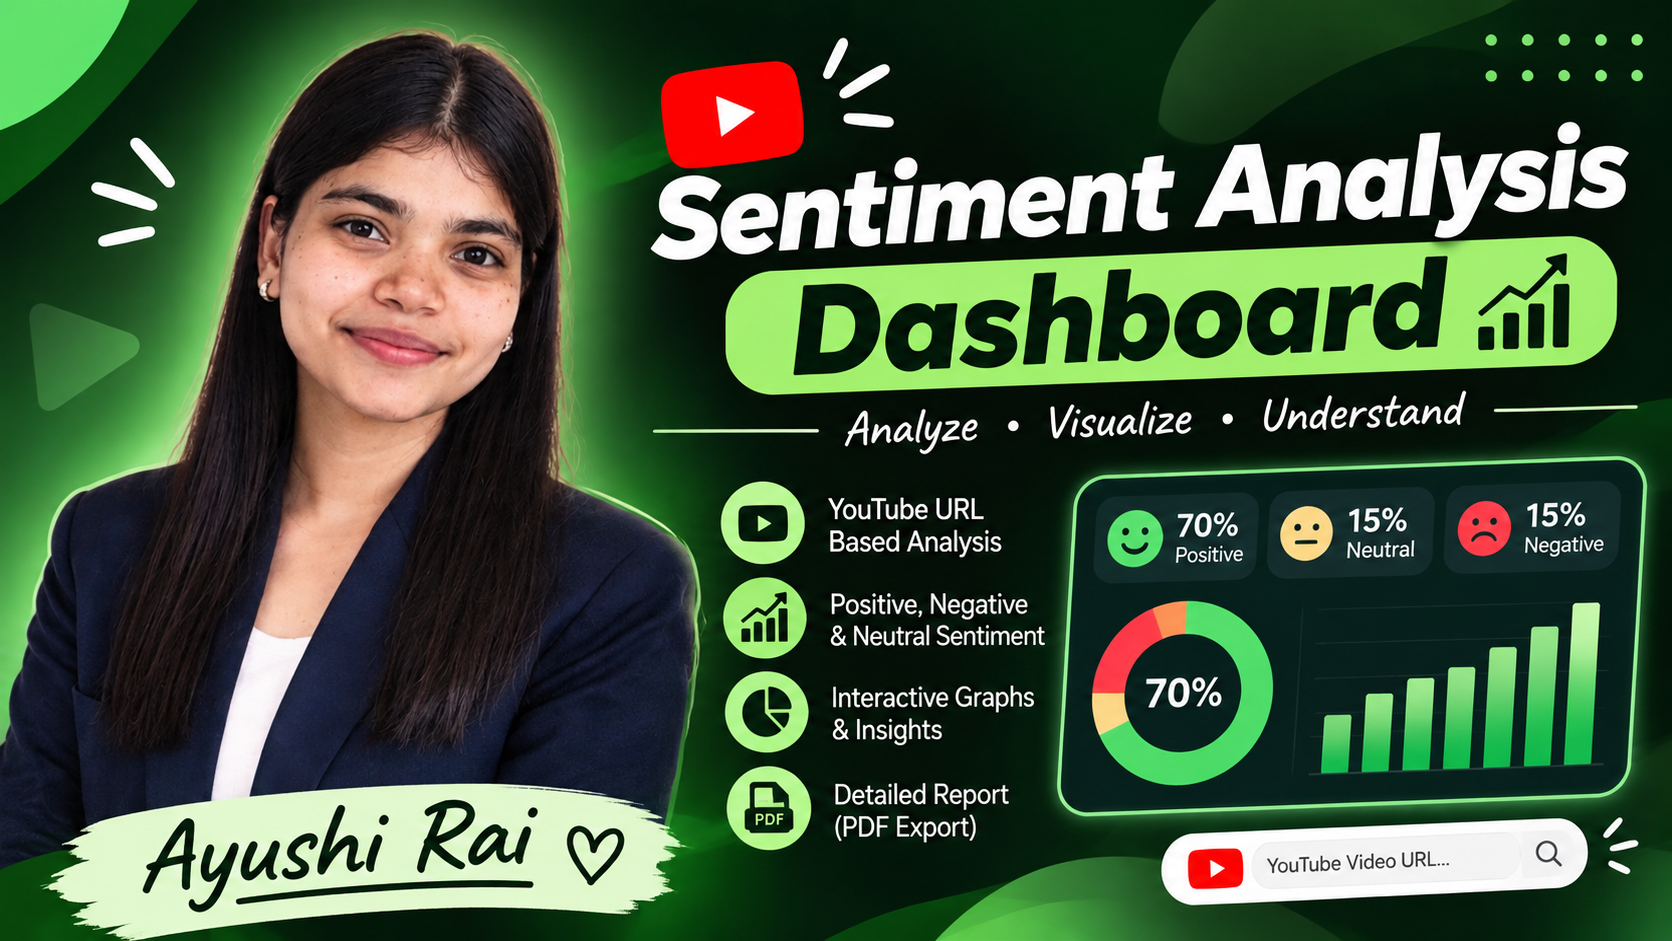 Sentiment Analysis
Dashboard
Analyze • Visualize • Understand
YouTube URL
Based Analysis
Positive, Negative
& Neutral Sentiment
Interactive Graphs
& Insights
PDF
Detailed Report
(PDF Export)
70%
Positive
15%
Neutral
15%
Negative
70%
YouTube Video URL...
Ayushi Rai